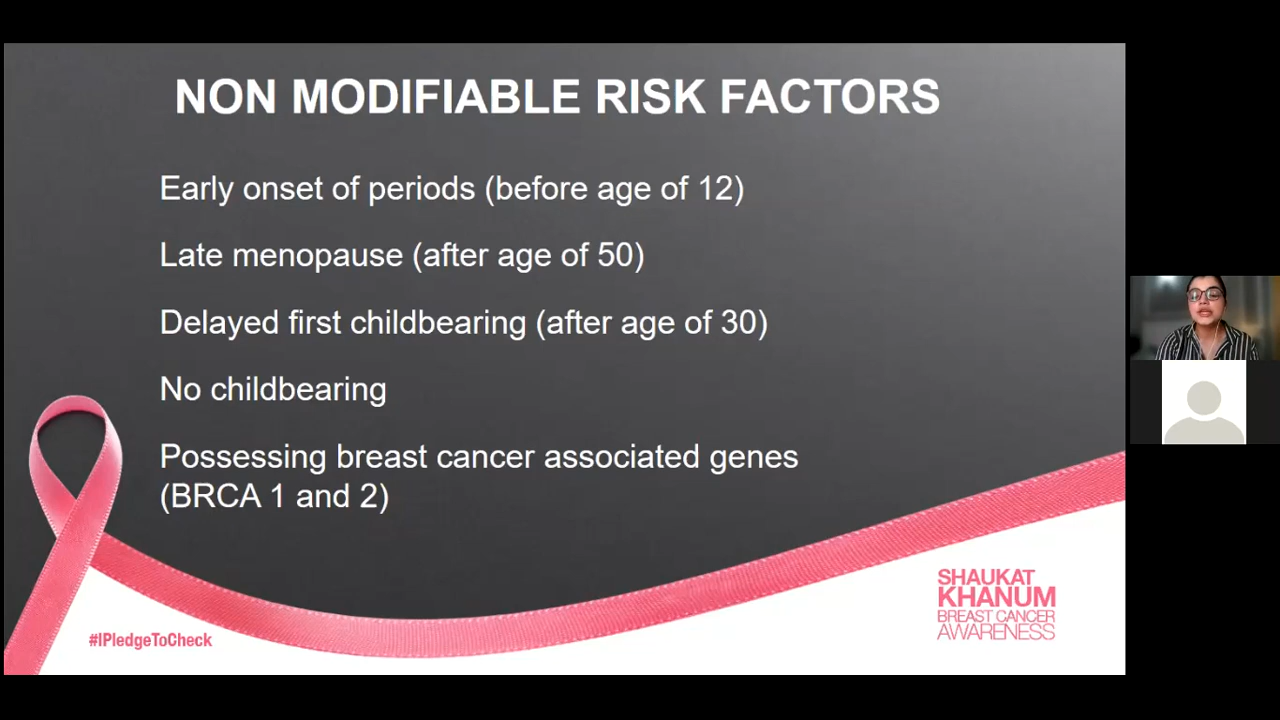 NON MODIFIABLE RISK FACTORS
Early onset of periods (before age of 12)
Late menopause (after age of 50)
Delayed first childbearing (after age of 30)
No childbearing
Possessing breast cancer associated genes
(BRCA 1 and 2)
#IPledgeToCheck
SHAUKAT
KHANUM
BREAST CANCER
AWARENESS